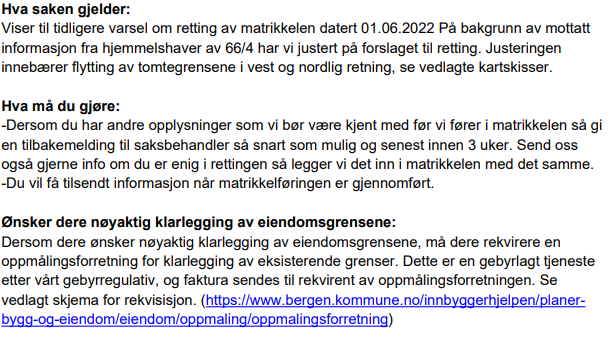 Hva saken gjelder:
Viser til tidligere varsel om retting av matrikkelen datert 01.06.2022 På bakgrunn av mottatt
informasjon fra hjemmelshaver av 66/4 har vi justert på forslaget til retting. Justeringen
innebærer flytting av tomtegrensene i vest og nordlig retning, se vedlagte kartskisser.
Hva må du gjøre:
-Dersom du har andre opplysninger som vi bør være kjent med før vi fører i matrikkelen så gi
en tilbakemelding til saksbehandler så snart som mulig og senest innen 3 uker. Send oss
også gjerne info om du er enig i rettingen så legger vi det inn i matrikkelen med det samme.
-Du vil få tilsendt informasjon når matrikkelføringen er gjennomført.
Ønsker dere nøyaktig klarlegging av eiendomsgrensene:
Dersom dere ønsker nøyaktig klarlegging av eiendomsgrensene, må dere rekvirere en
oppmålingsforretning for klarlegging av eksisterende grenser. Dette er en gebyrlagt tjeneste
etter vårt gebyrregulativ, og faktura sendes til rekvirent av oppmålingsforretningen. Se
vedlagt skjema for rekvisisjon. (https://www.bergen.kommune.no/innbyggerhjelpen/planer-
bygg-og-eiendom/eiendom/oppmaling/oppmalingsforretning)